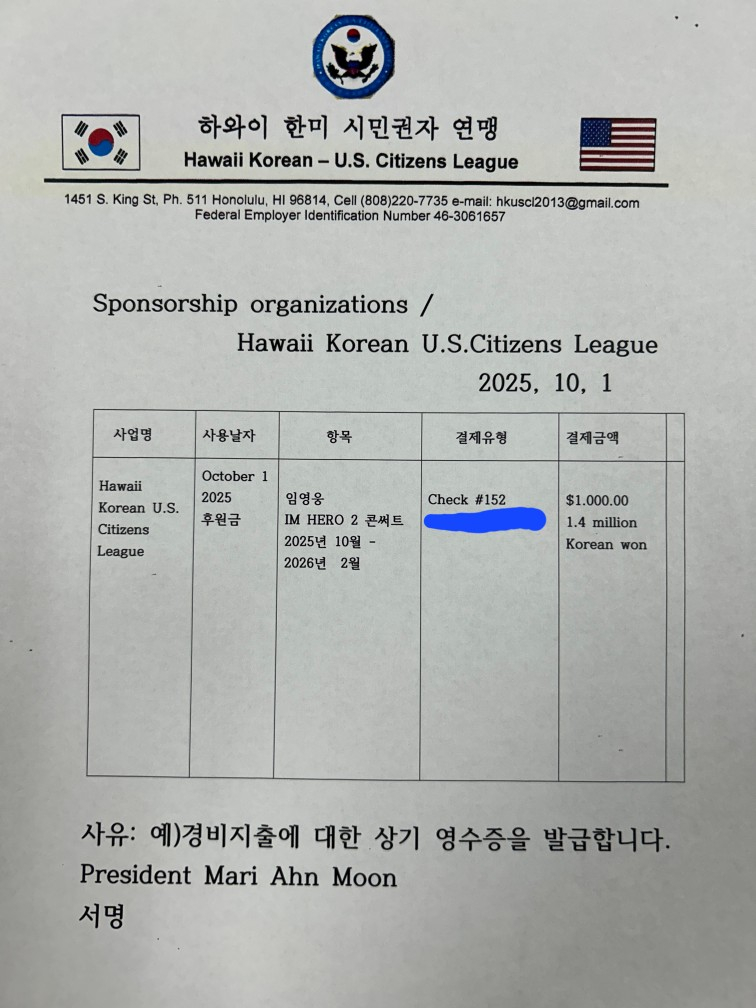 하와이 한미 시민권자 연맹
Hawaii Korean – U.S. Citizens League
1451 S. King St, Ph. 511 Honolulu, HI 96814, Cell (808)220-7735 e-mail: hkuscl2013@gmail.com
Federal Employer Identification Number 46-3061657
Sponsorship organizations /
Hawaii Korean U.S.Citizens League
2025, 10, 1
사업명 사용날자 항목 결제유형 결제금액
Hawaii
Korean U.S.
Citizens
League
October 1
2025
후원금
임영웅
IM HERO 2 콘써트
2025년 10월 -
2026년 2월
Check #152
$1.000.00
1.4 million
Korean won
사유: 예)경비지출에 대한 상기 영수증을 발급합니다.
President Mari Ahn Moon
서명